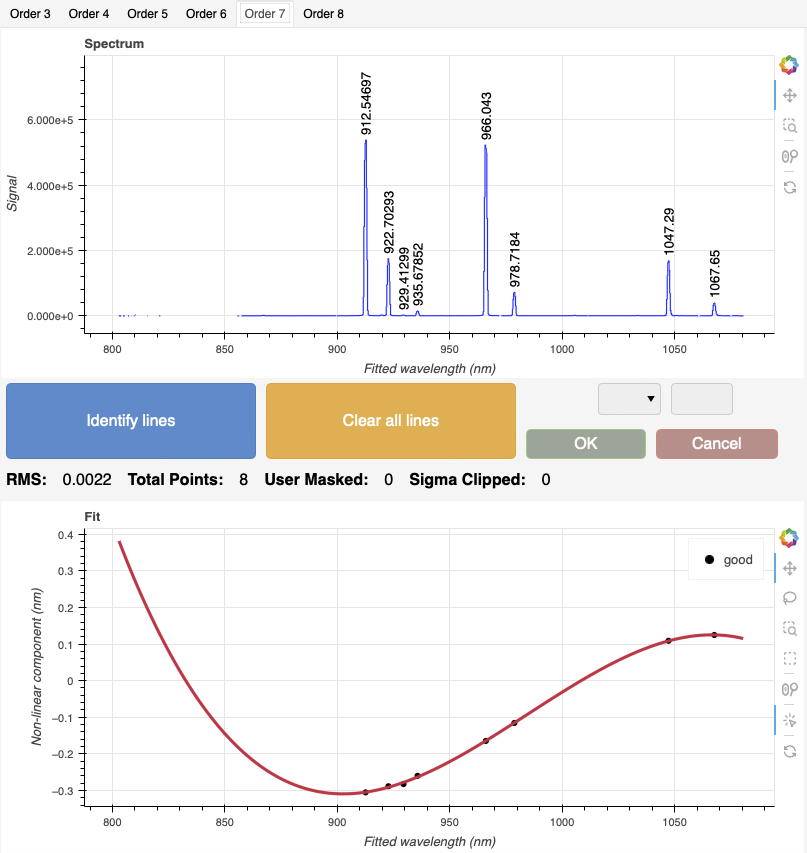 Order 3 Order 4 Order 5 Order 6 Order 7 Order 8
Spectrum
912.54697
922.70293
929.41299
935.67852
966.043
978.7184
1047.29
1067.65
6.000e+5
4.000e+5
2.000e+5
0.000e+0
Signal
800 850 900 950 1000 1050
Fitted wavelength (nm)
Identify lines Clear all lines
OK Cancel
RMS: 0.0022 Total Points: 8 User Masked: 0 Sigma Clipped: 0
Fit
good
0.4
0.3
0.2
0.1
0
−0.1
−0.2
−0.3
Non-linear component (nm)
800 850 900 950 1000 1050
Fitted wavelength (nm)